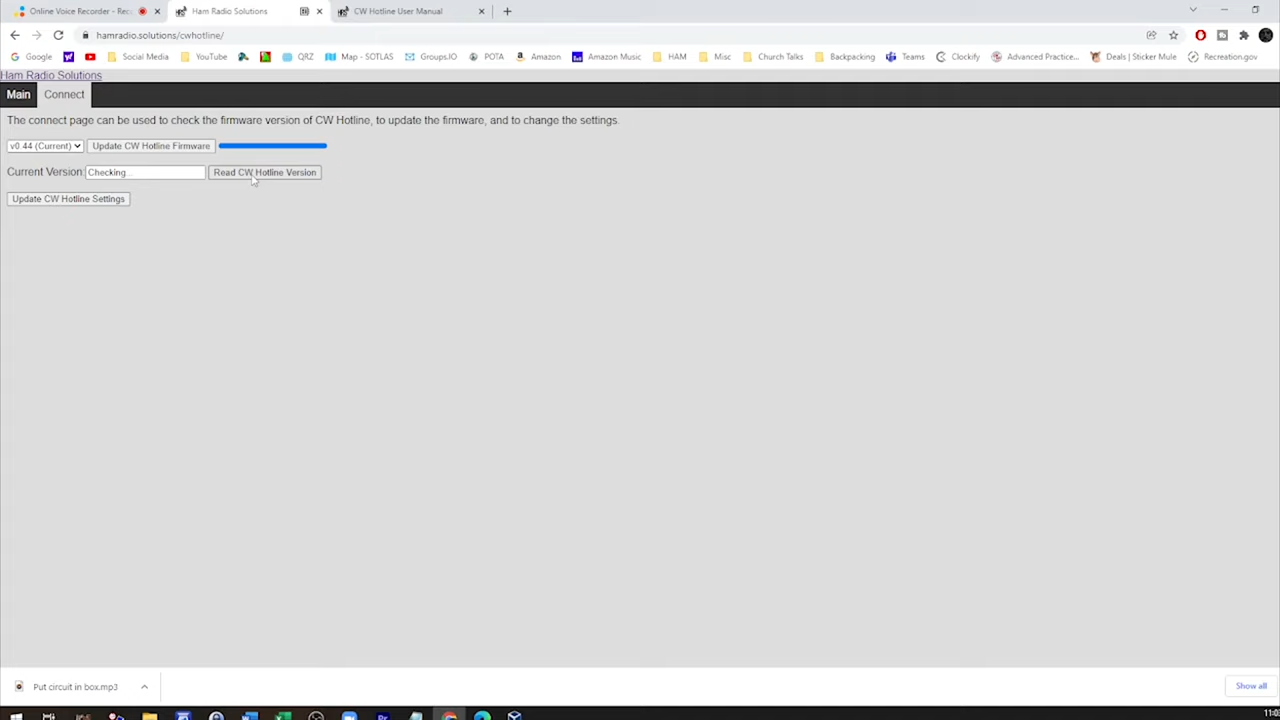 Online Voice Recorder - Rec
Ham Radio Solutions
CW Hotline User Manual
hamradio.solutions/cwhotline/
Google
Social Media
YouTube
QRZ
Map - SOTLAS
Groups.IO
POTA
Amazon
Amazon Music
HAM
Misc
Church Talks
Backpacking
Teams
Clockify
Advanced Practice...
Deals | Sticker Mule
Recreation.gov
Ham Radio Solutions
Main Connect
The connect page can be used to check the firmware version of CW Hotline, to update the firmware, and to change the settings.
v0.44 (Current) Update CW Hotline Firmware
Current Version: Checking... Read CW Hotline Version
Update CW Hotline Settings
Put circuit in box.mp3
Show all